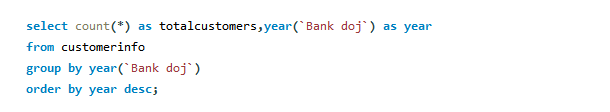 select count(*) as totalcustomers,year(`Bank doj`) as year
from customerinfo
group by year(`Bank doj`)
order by year desc;